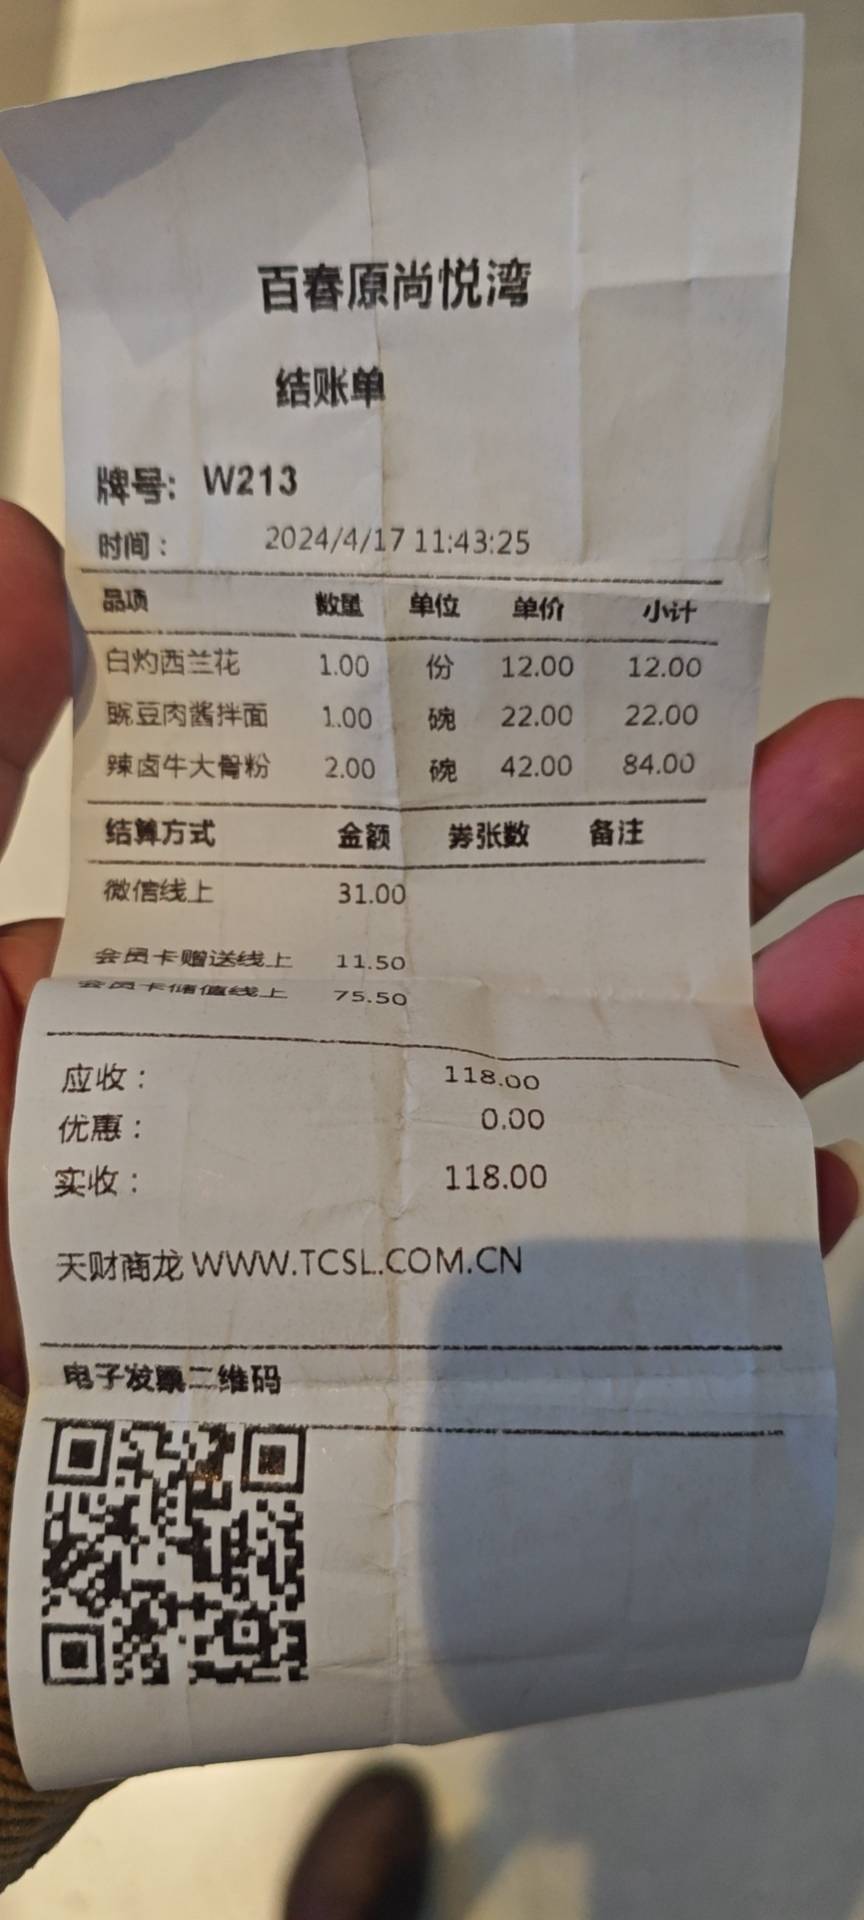 百春原尚悦湾
结账单
牌号: W213
时间： 2024/4/17 11:43:25
品项 数量 单位 单价 小计
白灼西兰花 1.00 份 12.00 12.00
豌豆肉酱拌面 1.00 碗 22.00 22.00
辣卤牛大骨粉 2.00 碗 42.00 84.00
结算方式 金额 券张数 备注
微信线上 31.00
会员卡赠送线上 11.50
会员卡储值线上 75.50
应收： 118.00
优惠： 0.00
实收： 118.00
天财商龙 WWW.TCSL.COM.CN
电子发票二维码